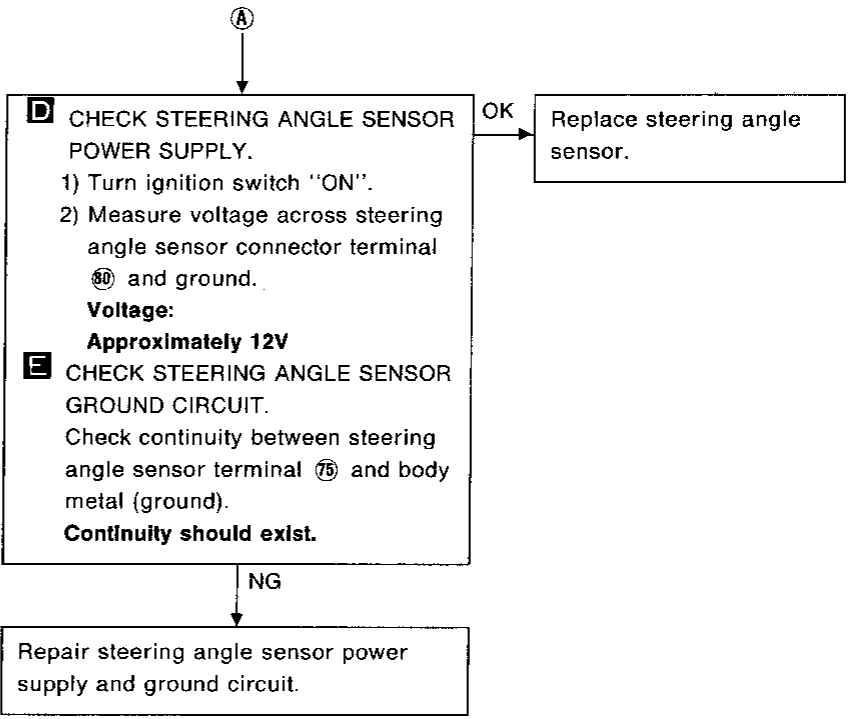 Ⓐ
D CHECK STEERING ANGLE SENSOR
POWER SUPPLY.
1) Turn ignition switch "ON".
2) Measure voltage across steering
angle sensor connector terminal
⑧⓪ and ground.
Voltage:
Approximately 12V
E CHECK STEERING ANGLE SENSOR
GROUND CIRCUIT.
Check continuity between steering
angle sensor terminal ⑦⑤ and body
metal (ground).
Continuity should exist.
OK
Replace steering angle
sensor.
NG
Repair steering angle sensor power
supply and ground circuit.